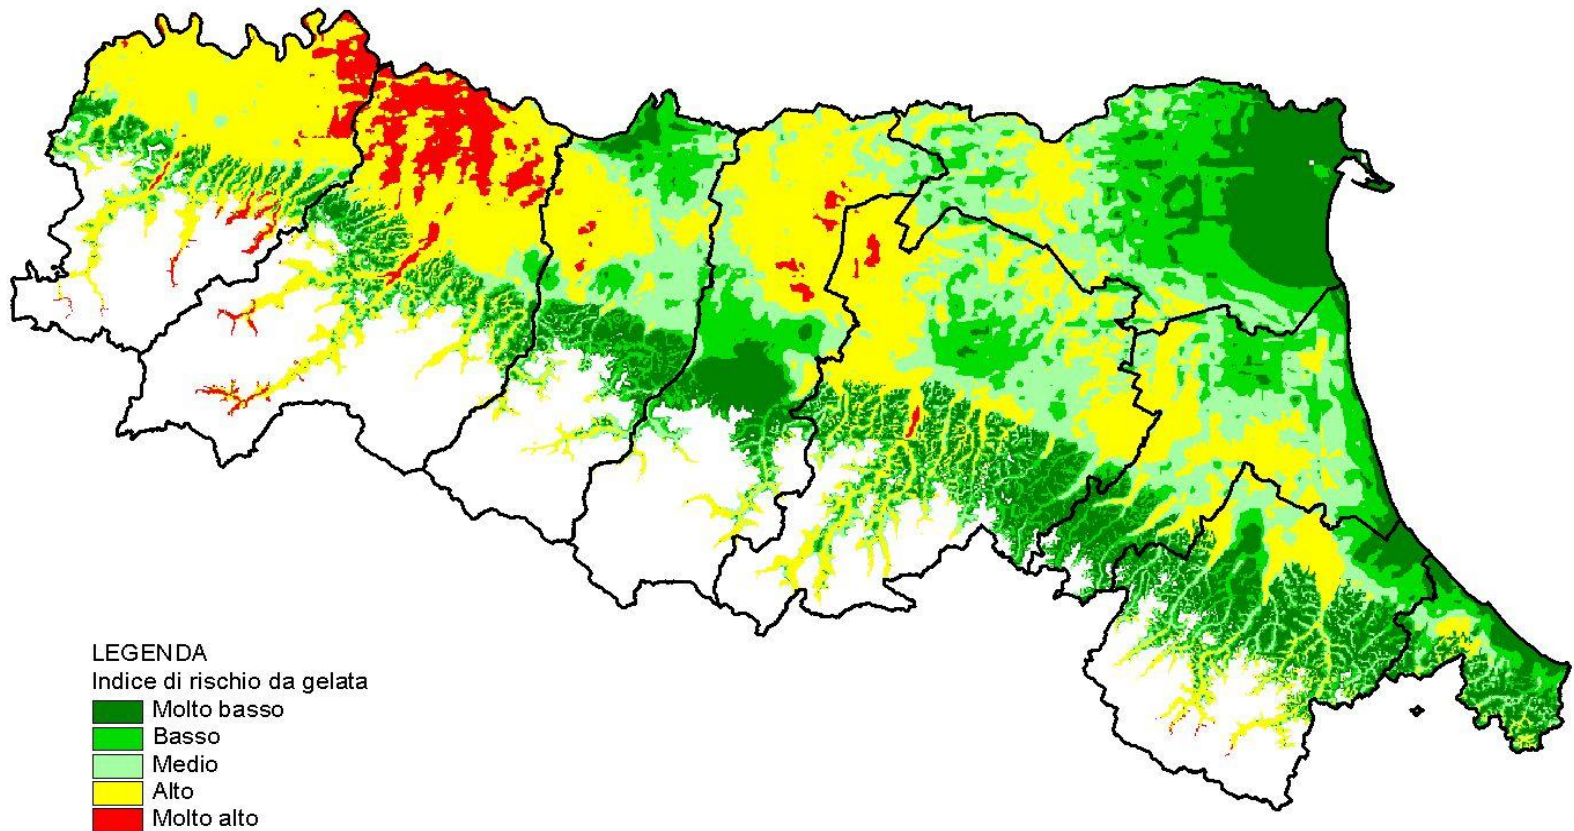 LEGENDA
Indice di rischio da gelata
Molto basso
Basso
Medio
Alto
Molto alto